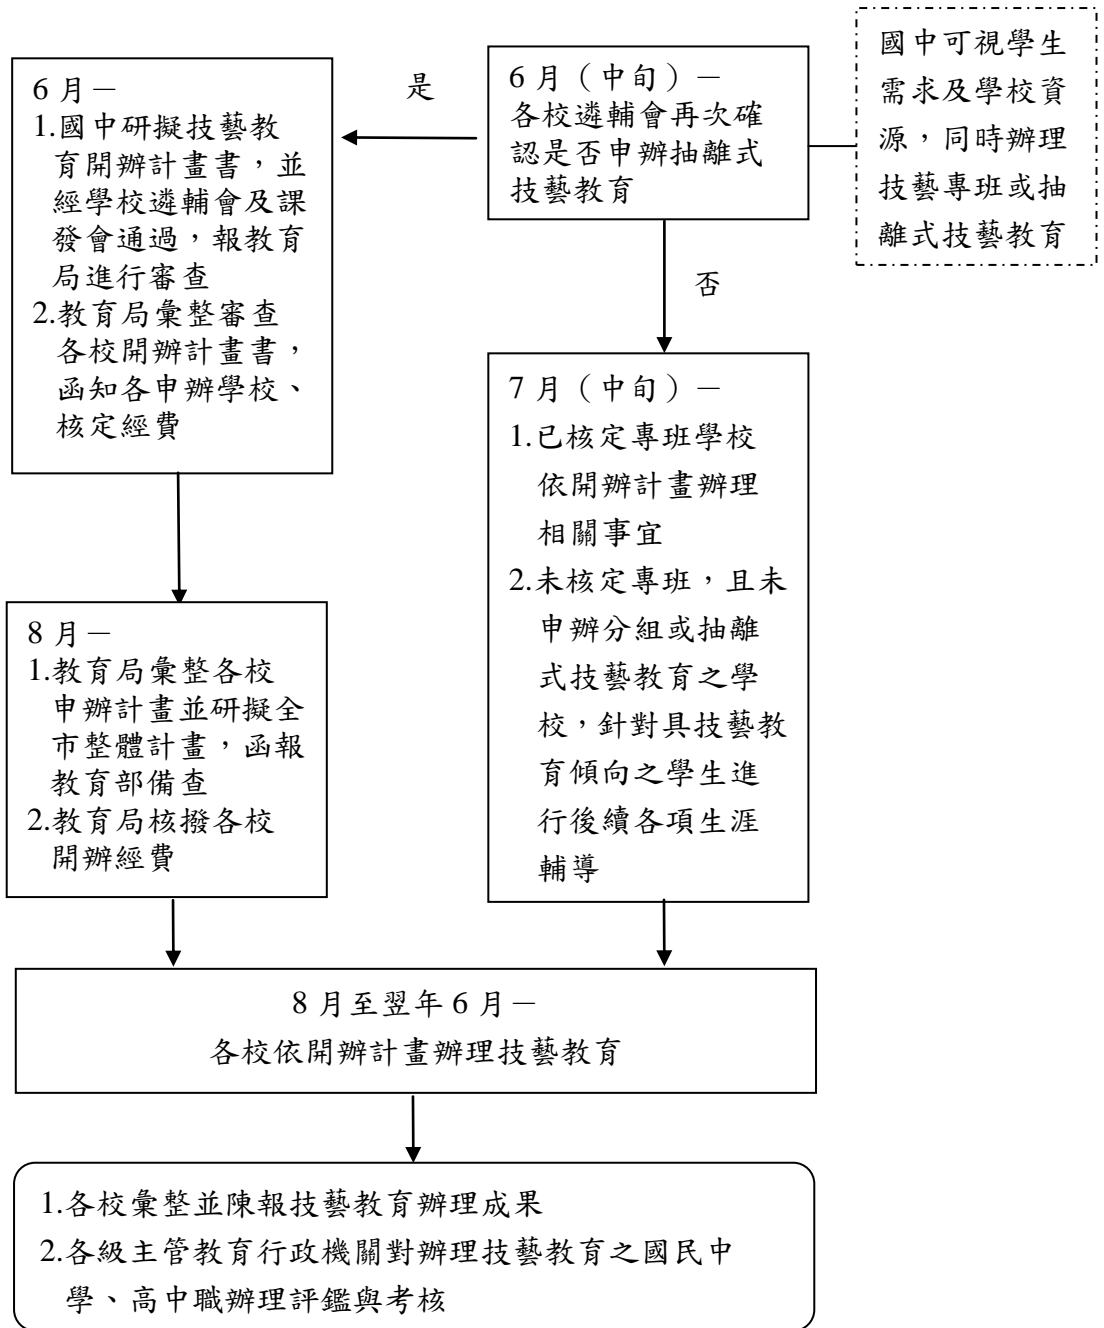 國中可視學生
需求及學校資
源，同時辦理
技藝專班或抽
離式技藝教育
6 月（中旬）－
各校遴輔會再次確
認是否申辦抽離式
技藝教育
是
6 月－
1.國中研擬技藝教
育開辦計畫書，並
經學校遴輔會及課
發會通過，報教育
局進行審查
2.教育局彙整審查
各校開辦計畫書，
函知各申辦學校、
核定經費
否
7 月（中旬）－
1.已核定專班學校
依開辦計畫辦理
相關事宜
2.未核定專班，且未
申辦分組或抽離
式技藝教育之學
校，針對具技藝教
育傾向之學生進
行後續各項生涯
輔導
8 月－
1.教育局彙整各校
申辦計畫並研擬全
市整體計畫，函報
教育部備查
2.教育局核撥各校
開辦經費
8 月至翌年 6 月－
各校依開辦計畫辦理技藝教育
1.各校彙整並陳報技藝教育辦理成果
2.各級主管教育行政機關對辦理技藝教育之國民中
學、高中職辦理評鑑與考核